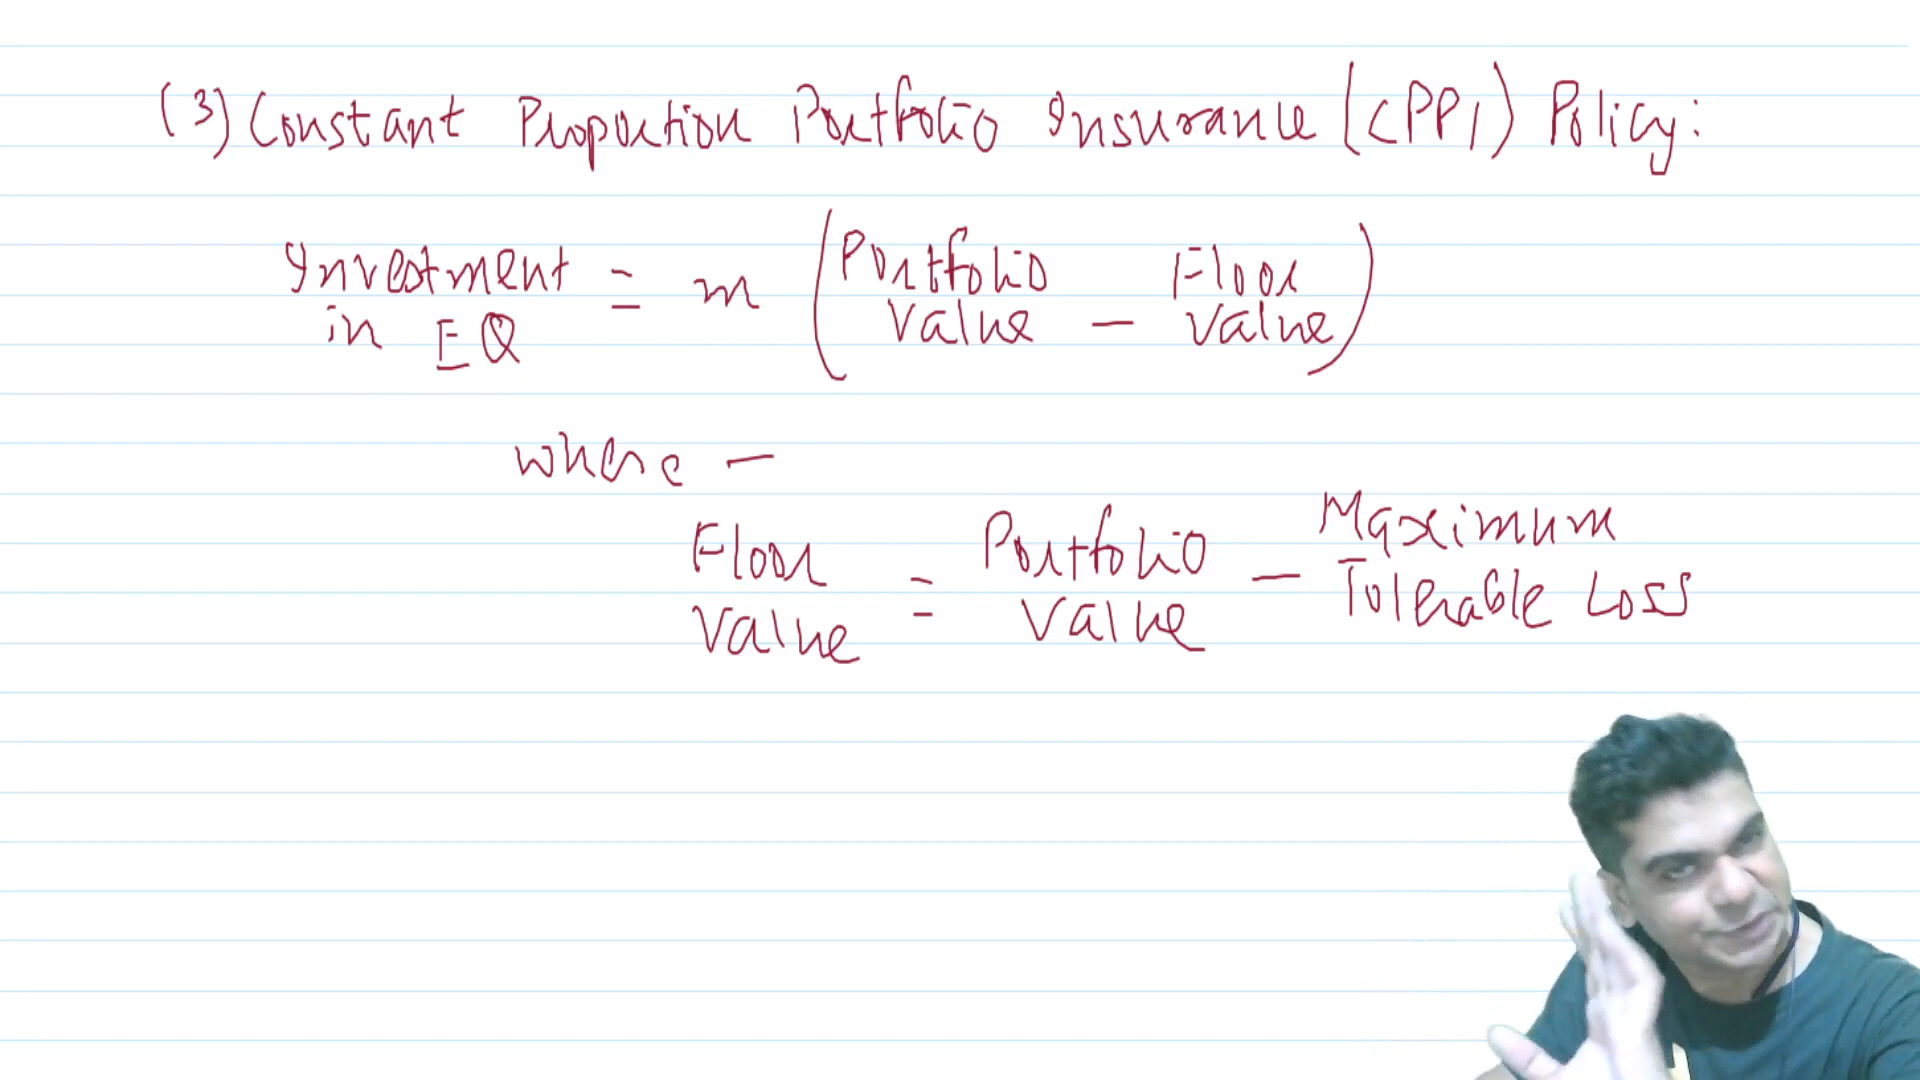 (3) Constant Proportion Portfolio Insurance (CPPI) Policy:
Investment in EQ = m (Portfolio Value - Floor Value)
where -
Floor Value = Portfolio Value - Maximum Tolerable Loss